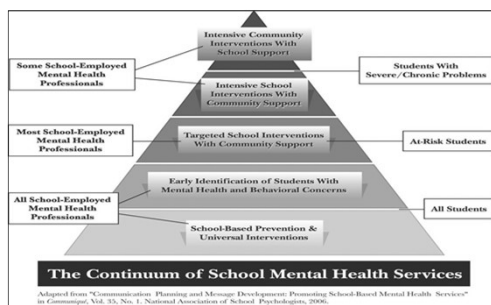 Intensive Community
Interventions With
School Support
Some School-Employed
Mental Health
Professionals
Students With
Severe/Chronic Problems
Intensive School
Interventions With
Community Support
Most School-Employed
Mental Health
Professionals
Targeted School Interventions
With Community Support
At-Risk Students
Early Identification of Students With
Mental Health and Behavioral Concerns
All School-Employed
Mental Health
Professionals
All Students
School-Based Prevention &
Universal Interventions
The Continuum of School Mental Health Services
Adapted from "Communication Planning and Message Development: Promoting School-Based Mental Health Services"
in Communiqué, Vol. 35, No. 1. National Association of School Psychologists, 2006.